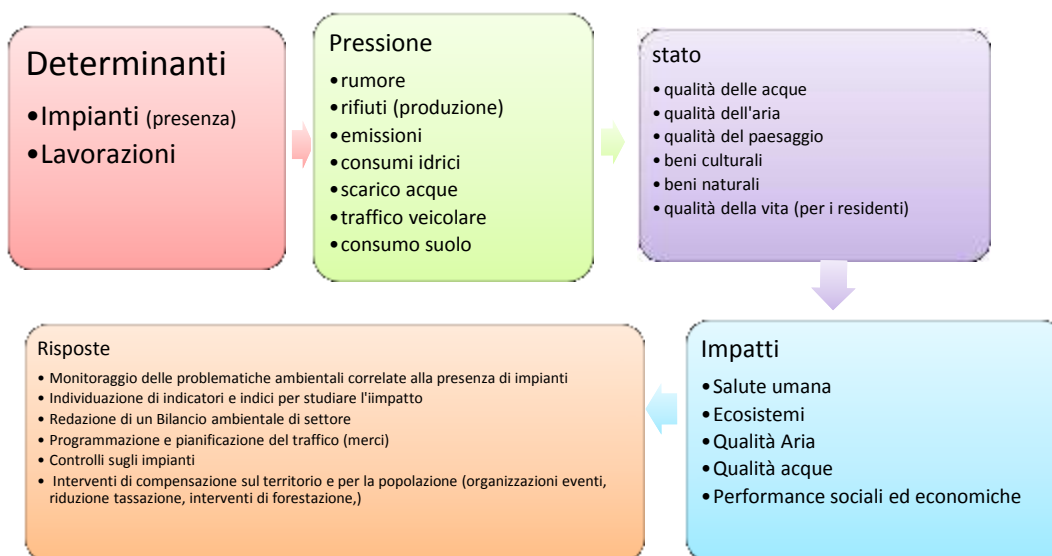 Determinanti
•Impianti (presenza)
•Lavorazioni
Pressione
•rumore
•rifiuti (produzione)
•emissioni
•consumi idrici
•scarico acque
•traffico veicolare
•consumo suolo
stato
•qualità delle acque
•qualità dell'aria
•qualità del paesaggio
•beni culturali
•beni naturali
•qualità della vita (per i residenti)
Impatti
•Salute umana
•Ecosistemi
•Qualità Aria
•Qualità acque
•Performance sociali ed economiche
Risposte
• Monitoraggio delle problematiche ambientali correlate alla presenza di impianti
• Individuazione di indicatori e indici per studiare l'iimpatto
• Redazione di un Bilancio ambientale di settore
• Programmazione e pianificazione del traffico (merci)
• Controlli sugli impianti
• Interventi di compensazione sul territorio e per la popolazione (organizzazioni eventi,
riduzione tassazione, interventi di forestazione,)